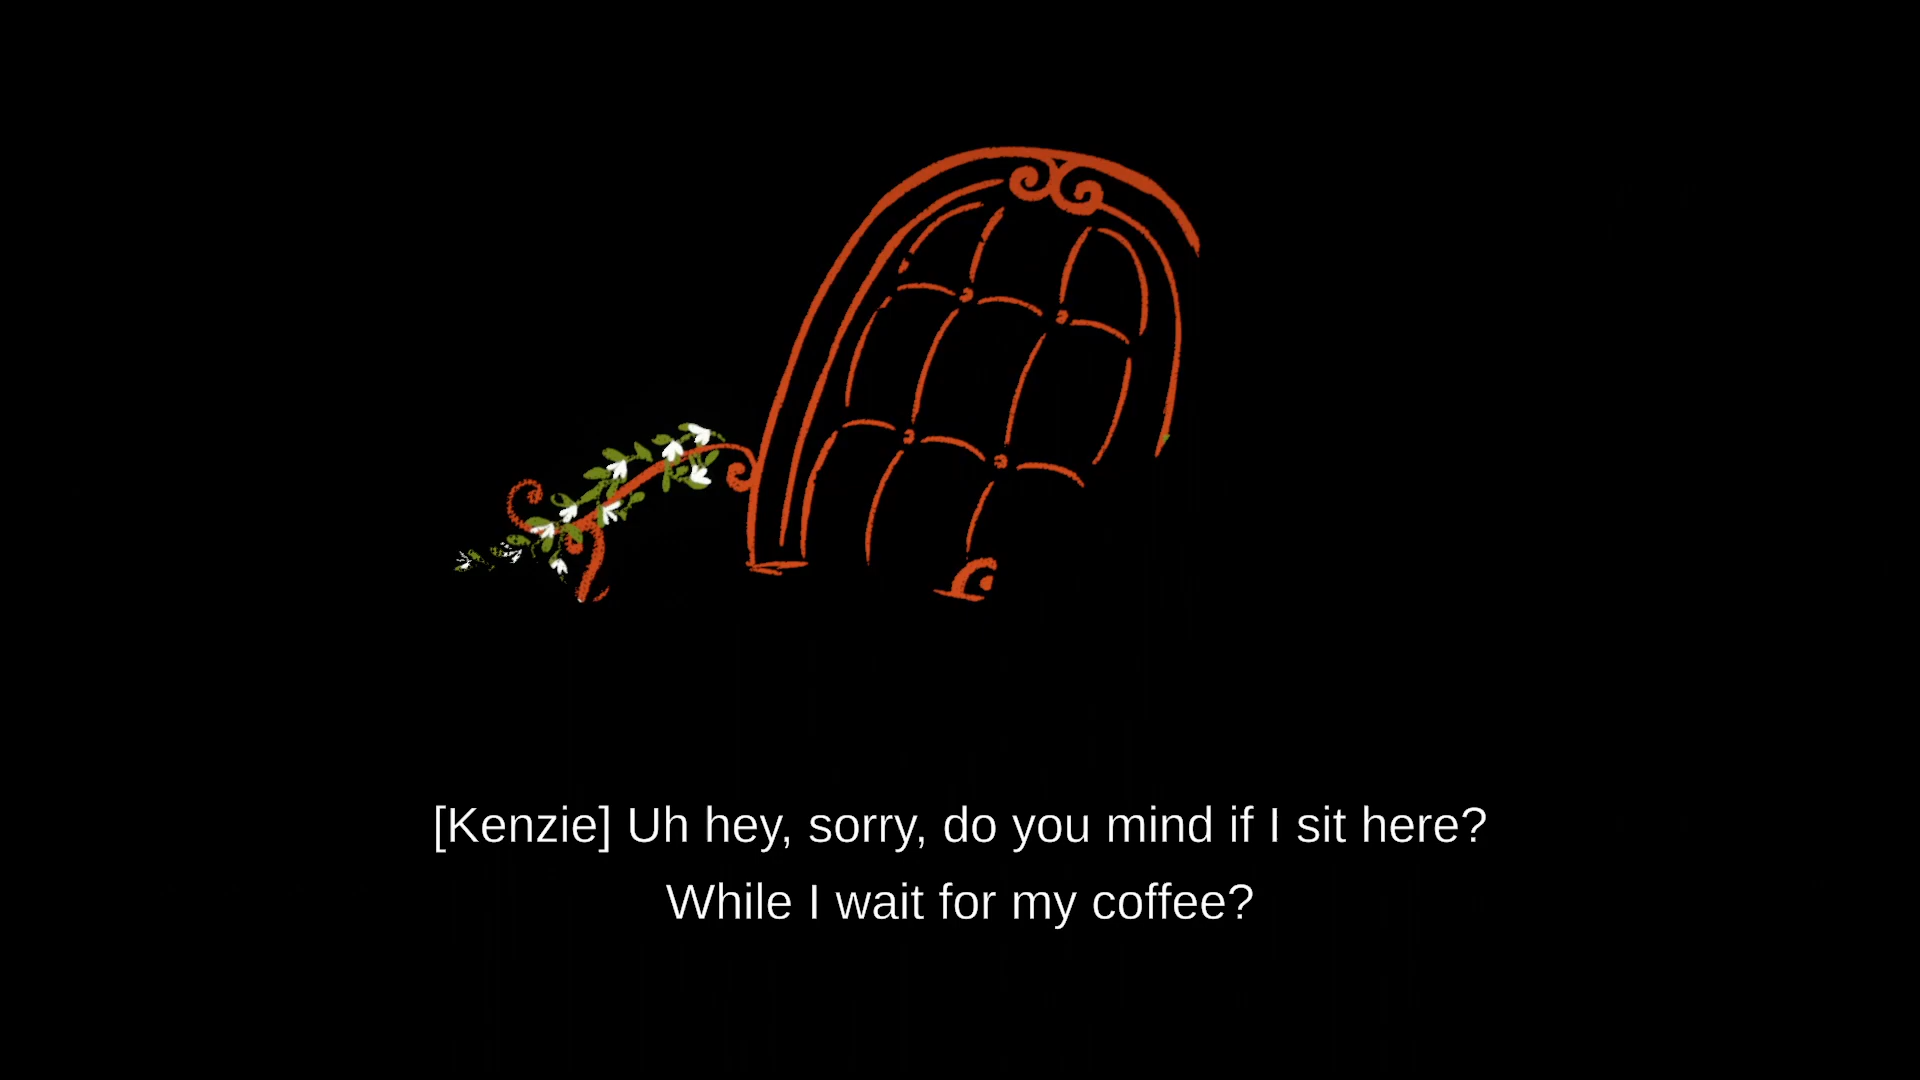 [Kenzie] Uh hey, sorry, do you mind if I sit here?
While I wait for my coffee?